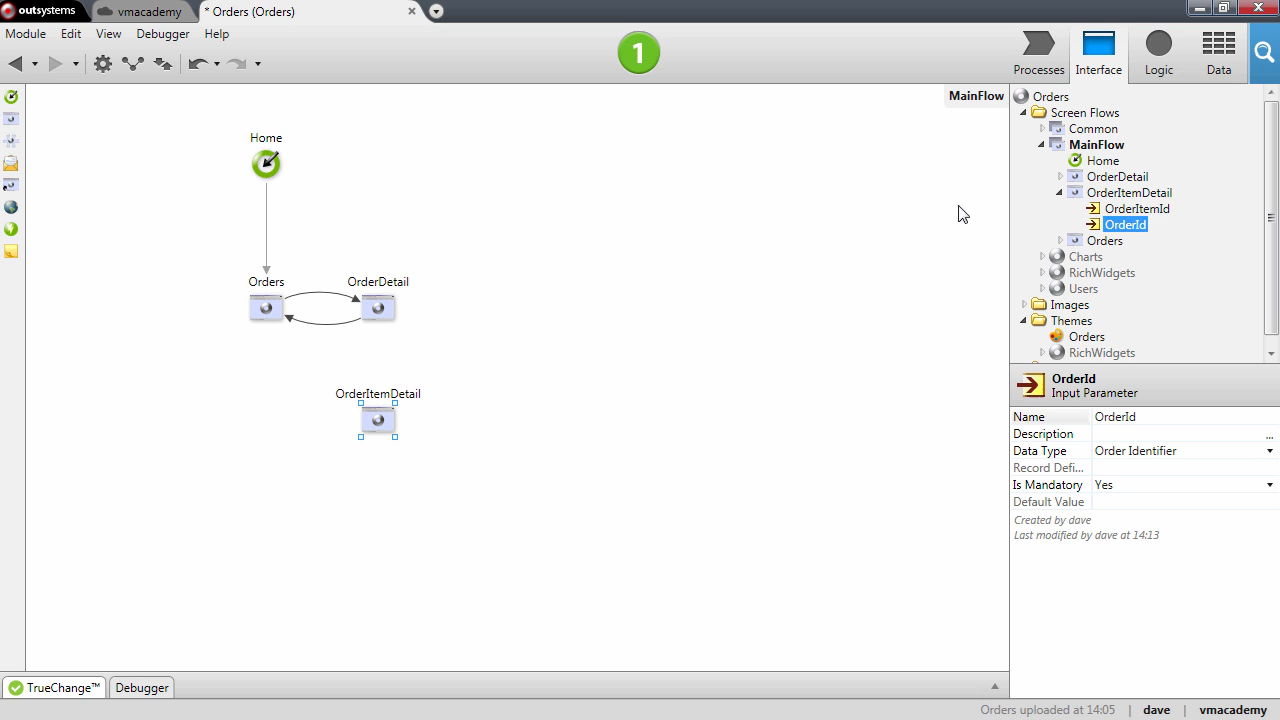 outsystems
vmacademy
* Orders (Orders)
Module Edit View Debugger Help
1
Processes
Interface
Logic
Data
MainFlow
Home
Orders
OrderDetail
OrderItemDetail
Orders
Screen Flows
Common
MainFlow
Home
OrderDetail
OrderItemDetail
OrderItemId
OrderId
Orders
Charts
RichWidgets
Users
Images
Themes
Orders
RichWidgets
OrderId
Input Parameter
Name OrderId
Description ...
Data Type Order Identifier
Record Defi...
Is Mandatory Yes
Default Value
Created by dave
Last modified by dave at 14:13
TrueChange™ Debugger
Orders uploaded at 14:05 | dave | vmacademy